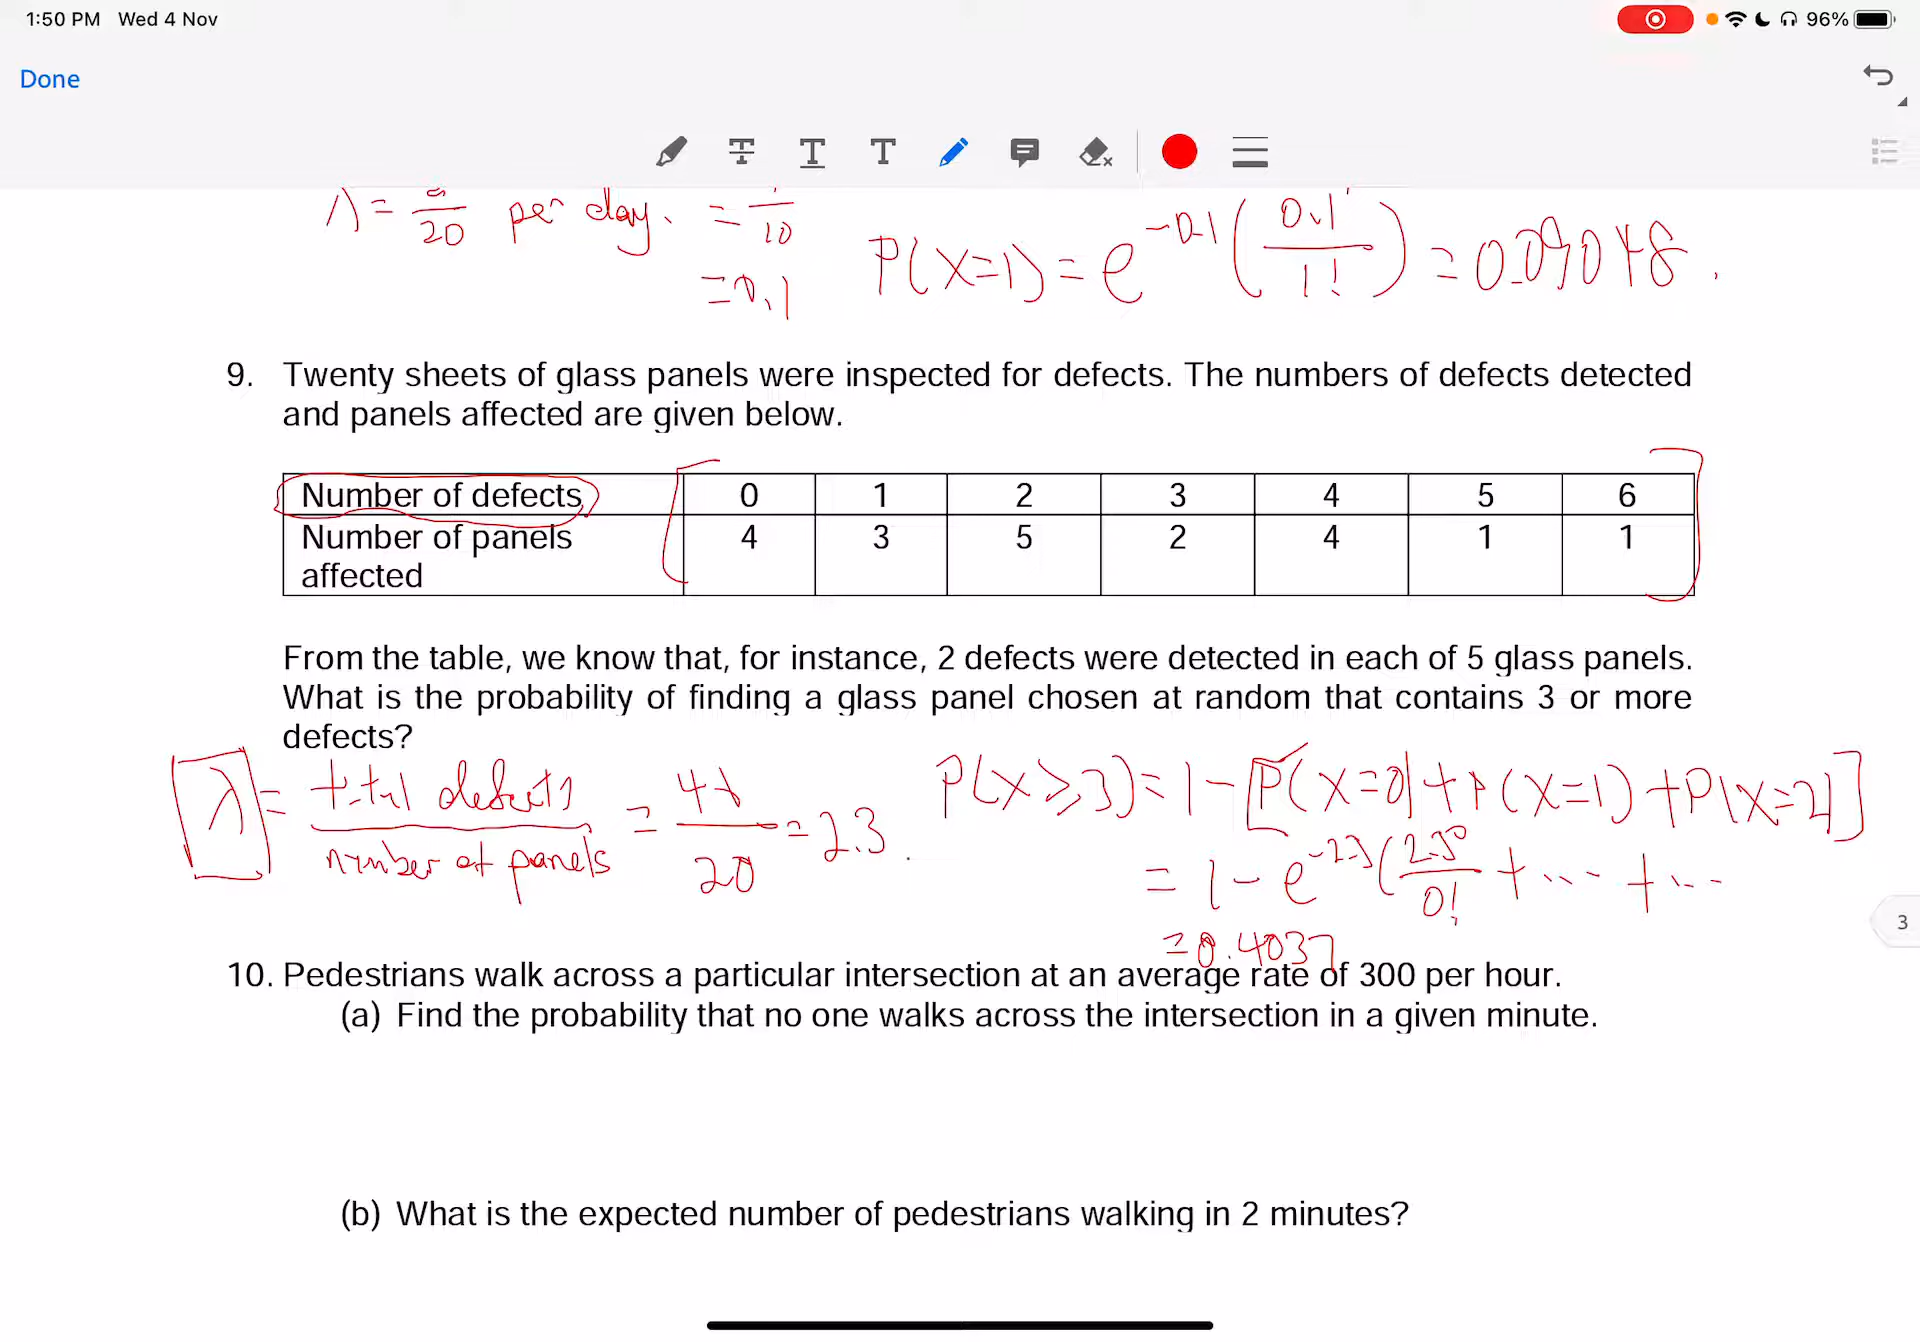 1:50 PM Wed 4 Nov
96%
Done
λ = 20 per day. = 10
= 0.1
P(X=1) = e^-0.1 (0.1^1 / 1!) = 0.09048.
9. Twenty sheets of glass panels were inspected for defects. The numbers of defects detected
and panels affected are given below.
Number of defects 0 1 2 3 4 5 6
Number of panels 4 3 5 2 4 1 1
affected
From the table, we know that, for instance, 2 defects were detected in each of 5 glass panels.
What is the probability of finding a glass panel chosen at random that contains 3 or more
defects?
λ = total defects / number of panels = / 20 = 2.3.
P(X ≥ 3) = 1 - [P(X=0) + P(X=1) + P(X=2)]
= 1 - e^-2.3 (2.3^0 / 0! + ... + ...
= 0.4037
10. Pedestrians walk across a particular intersection at an average rate of 300 per hour.
(a) Find the probability that no one walks across the intersection in a given minute.
3
(b) What is the expected number of pedestrians walking in 2 minutes?